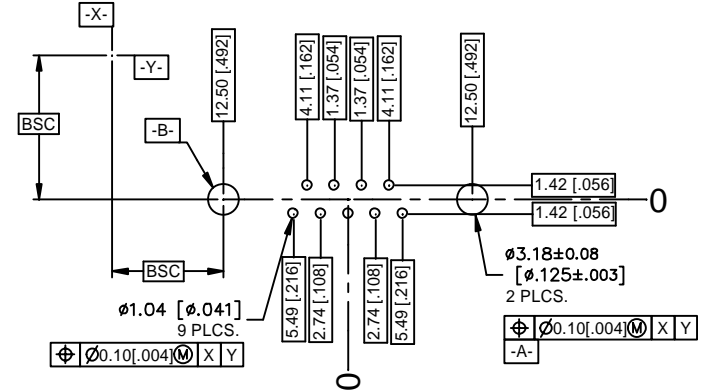 -X-
-Y-
BSC
-B-
12.50 [.492]
4.11 [.162]
1.37 [.054]
1.37 [.054]
4.11 [.162]
12.50 [.492]
1.42 [.056]
1.42 [.056]
0
BSC
ø1.04 [ø.041]
9 PLCS.
⌖ Ø0.10[.004]Ⓜ X Y
5.49 [.216]
2.74 [.108]
2.74 [.108]
5.49 [.216]
0
ø3.18±0.08
[ø.125±.003]
2 PLCS.
⌖ Ø0.10[.004]Ⓜ X Y
-A-